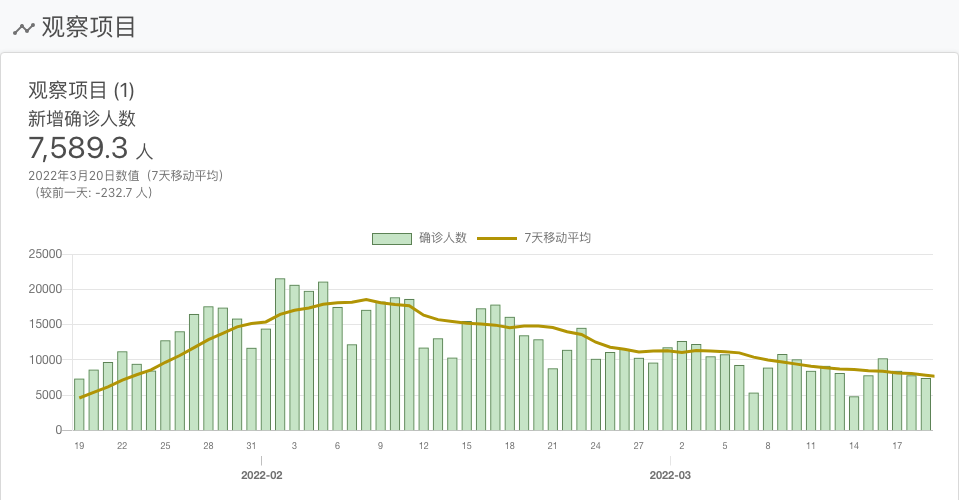 观察项目
观察项目 (1)
新增确诊人数
7,589.3 人
2022年3月20日数值（7天移动平均）
（较前一天: -232.7 人）
确诊人数 7天移动平均
25000
20000
15000
10000
5000
0
19 22 25 28 31 3 6 9 12 15 18 21 24 27 2 5 8 11 14 17
2022-02 2022-03